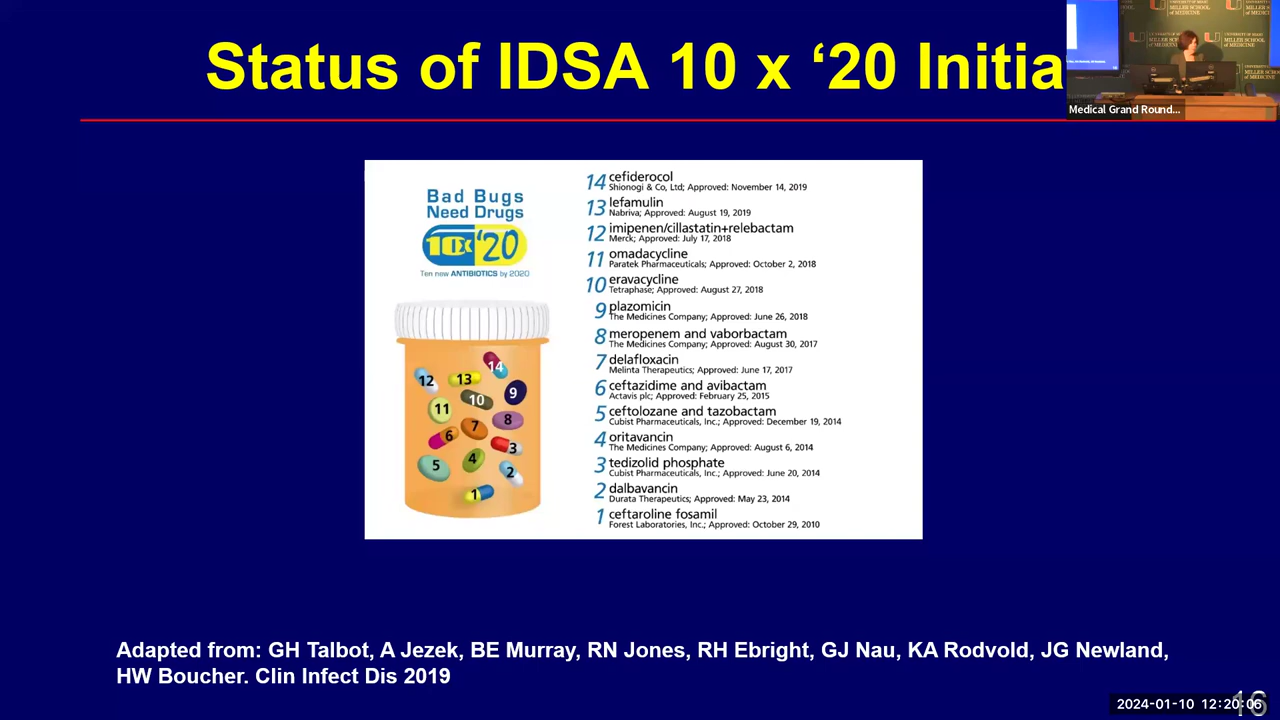 Status of IDSA 10 x ‘20 Initia
Medical Grand Round...
Bad Bugs
Need Drugs
10x'20
Ten new ANTIBIOTICS by 2020
14 cefiderocol
Shionogi & Co, Ltd; Approved: November 14, 2019
13 lefamulin
Nabriva; Approved: August 19, 2019
12 imipenen/cillastatin+relebactam
Merck; Approved: July 17, 2018
11 omadacycline
Paratek Pharmaceuticals; Approved: October 2, 2018
10 eravacycline
Tetraphase; Approved: August 27, 2018
9 plazomicin
The Medicines Company; Approved: June 26, 2018
8 meropenem and vaborbactam
The Medicines Company; Approved: August 30, 2017
7 delafloxacin
Melinta Therapeutics; Approved: June 17, 2017
6 ceftazidime and avibactam
Actavis plc; Approved: February 25, 2015
5 ceftolozane and tazobactam
Cubist Pharmaceuticals, Inc.; Approved: December 19, 2014
4 oritavancin
The Medicines Company; Approved: August 6, 2014
3 tedizolid phosphate
Cubist Pharmaceuticals, Inc.; Approved: June 20, 2014
2 dalbavancin
Durata Therapeutics; Approved: May 23, 2014
1 ceftaroline fosamil
Forest Laboratories, Inc.; Approved: October 29, 2010
14
12
13
9
10
11
8
7
6
3
5
4
2
1
Adapted from: GH Talbot, A Jezek, BE Murray, RN Jones, RH Ebright, GJ Nau, KA Rodvold, JG Newland,
HW Boucher. Clin Infect Dis 2019
2024-01-10 12:20:06
16
MILLER SCHOOL
OF MEDICINE